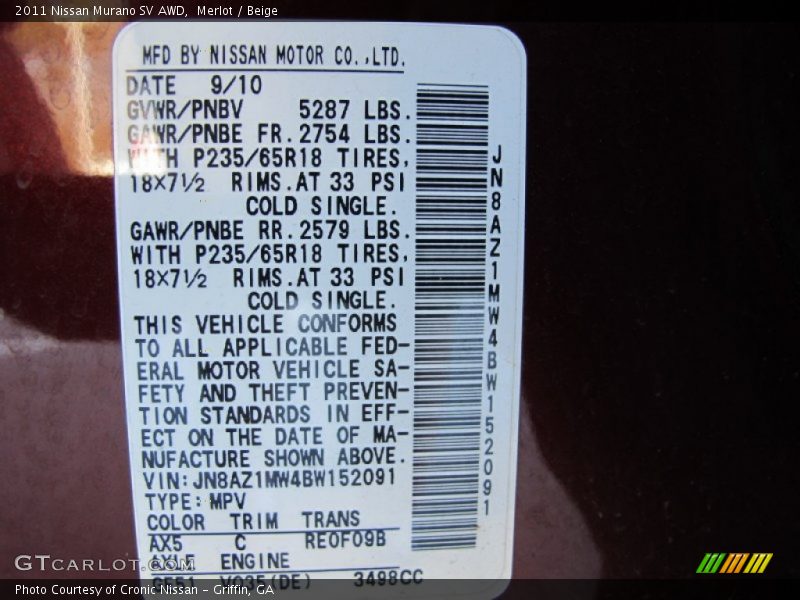 2011 Nissan Murano SV AWD, Merlot / Beige
MFD BY NISSAN MOTOR CO.,LTD.
DATE 9/10
GVWR/PNBV 5287 LBS.
GAWR/PNBE FR. 2754 LBS.
WITH P235/65R18 TIRES,
18×7½ RIMS.AT 33 PSI
COLD SINGLE.
GAWR/PNBE RR. 2579 LBS.
WITH P235/65R18 TIRES,
18×7½ RIMS.AT 33 PSI
COLD SINGLE.
THIS VEHICLE CONFORMS
TO ALL APPLICABLE FED-
ERAL MOTOR VEHICLE SA-
FETY AND THEFT PREVEN-
TION STANDARDS IN EFF-
ECT ON THE DATE OF MA-
NUFACTURE SHOWN ABOVE.
VIN:JN8AZ1MW4BW152091
TYPE:MPV
COLOR TRIM TRANS
AX5 C RE0F09B
AXLE ENGINE
VQ35(DE) 3498CC
JN8AZ1MW4BW152091
GTCARLOT.COM
Photo Courtesy of Cronic Nissan – Griffin, GA